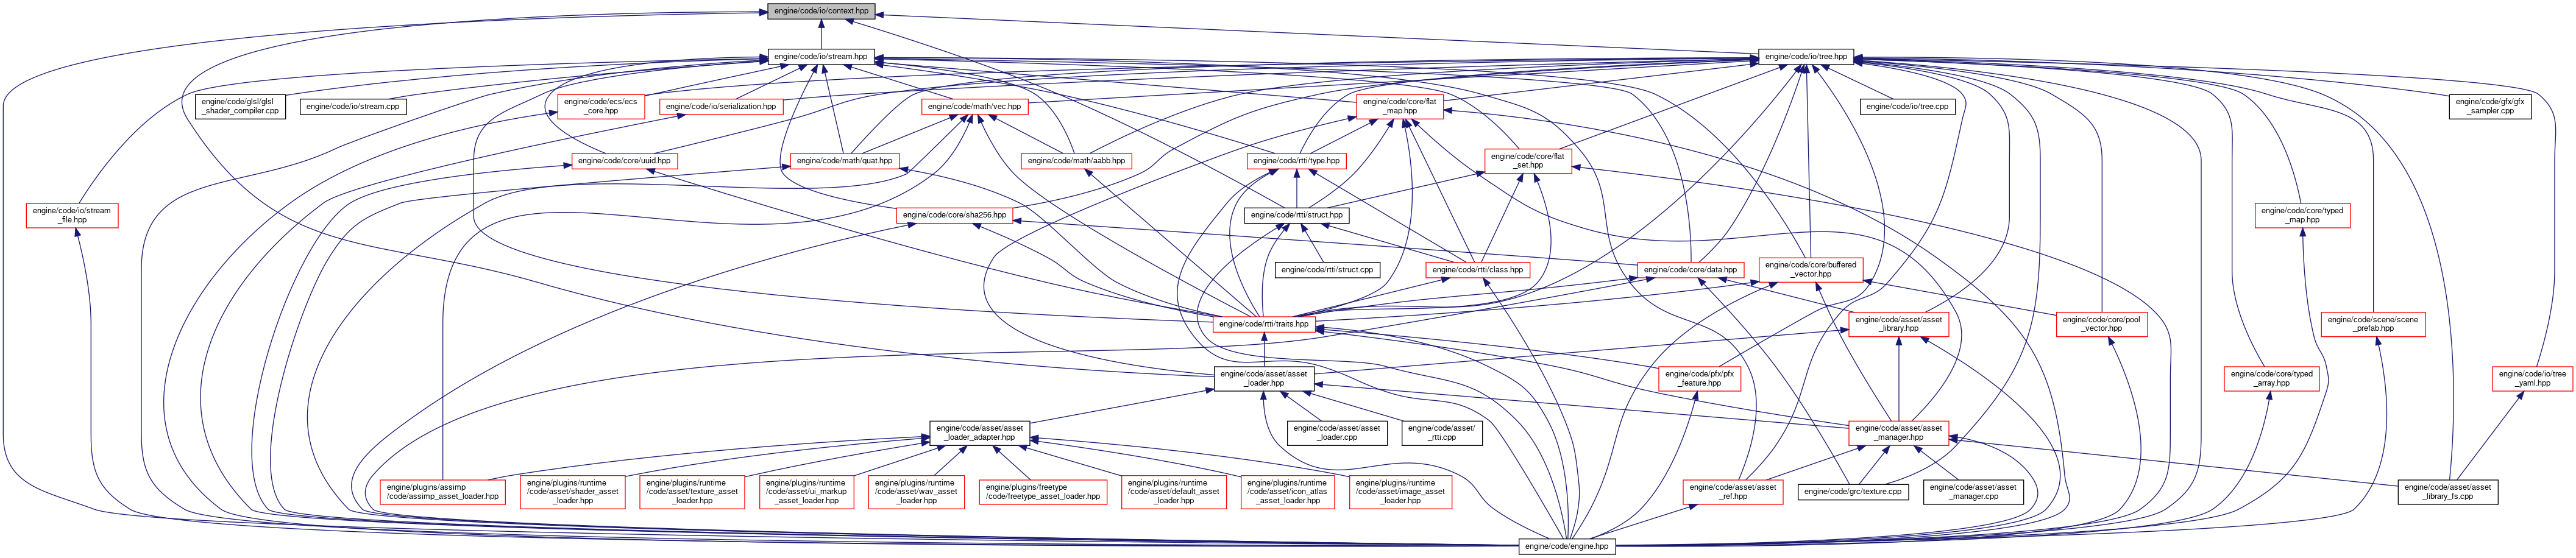 engine/code/io/context.hpp
engine/code/io/stream.hpp
engine/code/io/tree.hpp
engine/code/glsl/glsl
_shader_compiler.cpp
engine/code/io/stream.cpp
engine/code/ecs/ecs
_core.hpp
engine/code/io/serialization.hpp
engine/code/math/vec.hpp
engine/code/core/flat
_map.hpp
engine/code/io/tree.cpp
engine/code/gfx/gfx
_sampler.cpp
engine/code/core/uuid.hpp
engine/code/math/quat.hpp
engine/code/math/aabb.hpp
engine/code/rtti/type.hpp
engine/code/core/flat
_set.hpp
engine/code/io/stream
_file.hpp
engine/code/core/sha256.hpp
engine/code/rtti/struct.hpp
engine/code/core/typed
_map.hpp
engine/code/rtti/struct.cpp
engine/code/rtti/class.hpp
engine/code/core/data.hpp
engine/code/core/buffered
_vector.hpp
engine/code/rtti/traits.hpp
engine/code/asset/asset
_library.hpp
engine/code/core/pool
_vector.hpp
engine/code/scene/scene
_prefab.hpp
engine/code/asset/asset
_loader.hpp
engine/code/pfx/pfx
_feature.hpp
engine/code/core/typed
_array.hpp
engine/code/io/tree
_yaml.hpp
engine/code/asset/asset
_loader_adapter.hpp
engine/code/asset/asset
_loader.cpp
engine/code/asset/
_rtti.cpp
engine/code/asset/asset
_manager.hpp
engine/plugins/assimp
/code/assimp_asset_loader.hpp
engine/plugins/runtime
/code/asset/shader_asset
_loader.hpp
engine/plugins/runtime
/code/asset/texture_asset
_loader.hpp
engine/plugins/runtime
/code/asset/ui_markup
_asset_loader.hpp
engine/plugins/runtime
/code/asset/wav_asset
_loader.hpp
engine/plugins/freetype
/code/freetype_asset_loader.hpp
engine/plugins/runtime
/code/asset/default_asset
_loader.hpp
engine/plugins/runtime
/code/asset/icon_atlas
_asset_loader.hpp
engine/plugins/runtime
/code/asset/image_asset
_loader.hpp
engine/code/asset/asset
_ref.hpp
engine/code/grc/texture.cpp
engine/code/asset/asset
_manager.cpp
engine/code/asset/asset
_library_fs.cpp
engine/code/engine.hpp